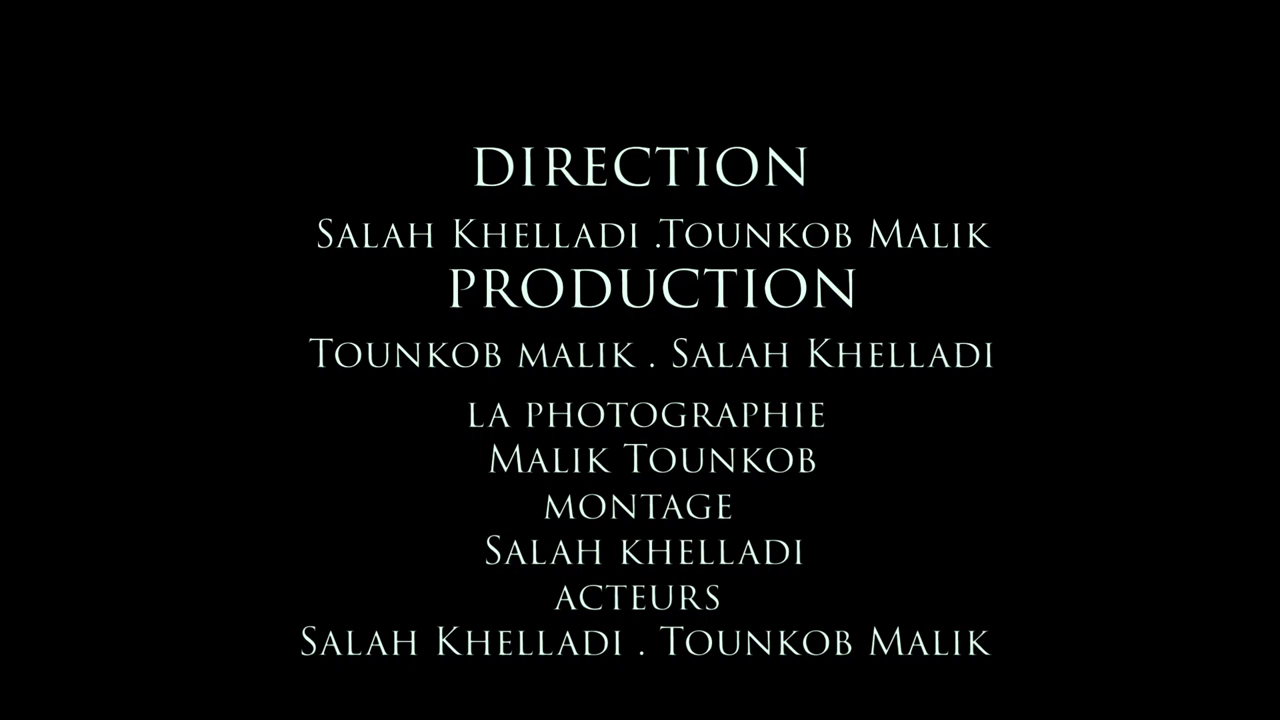 DIRECTION
Salah Khelladi .Tounkob Malik
PRODUCTION
Tounkob malik . Salah Khelladi
la photographie
Malik Tounkob
montage
Salah khelladi
acteurs
Salah Khelladi . Tounkob Malik